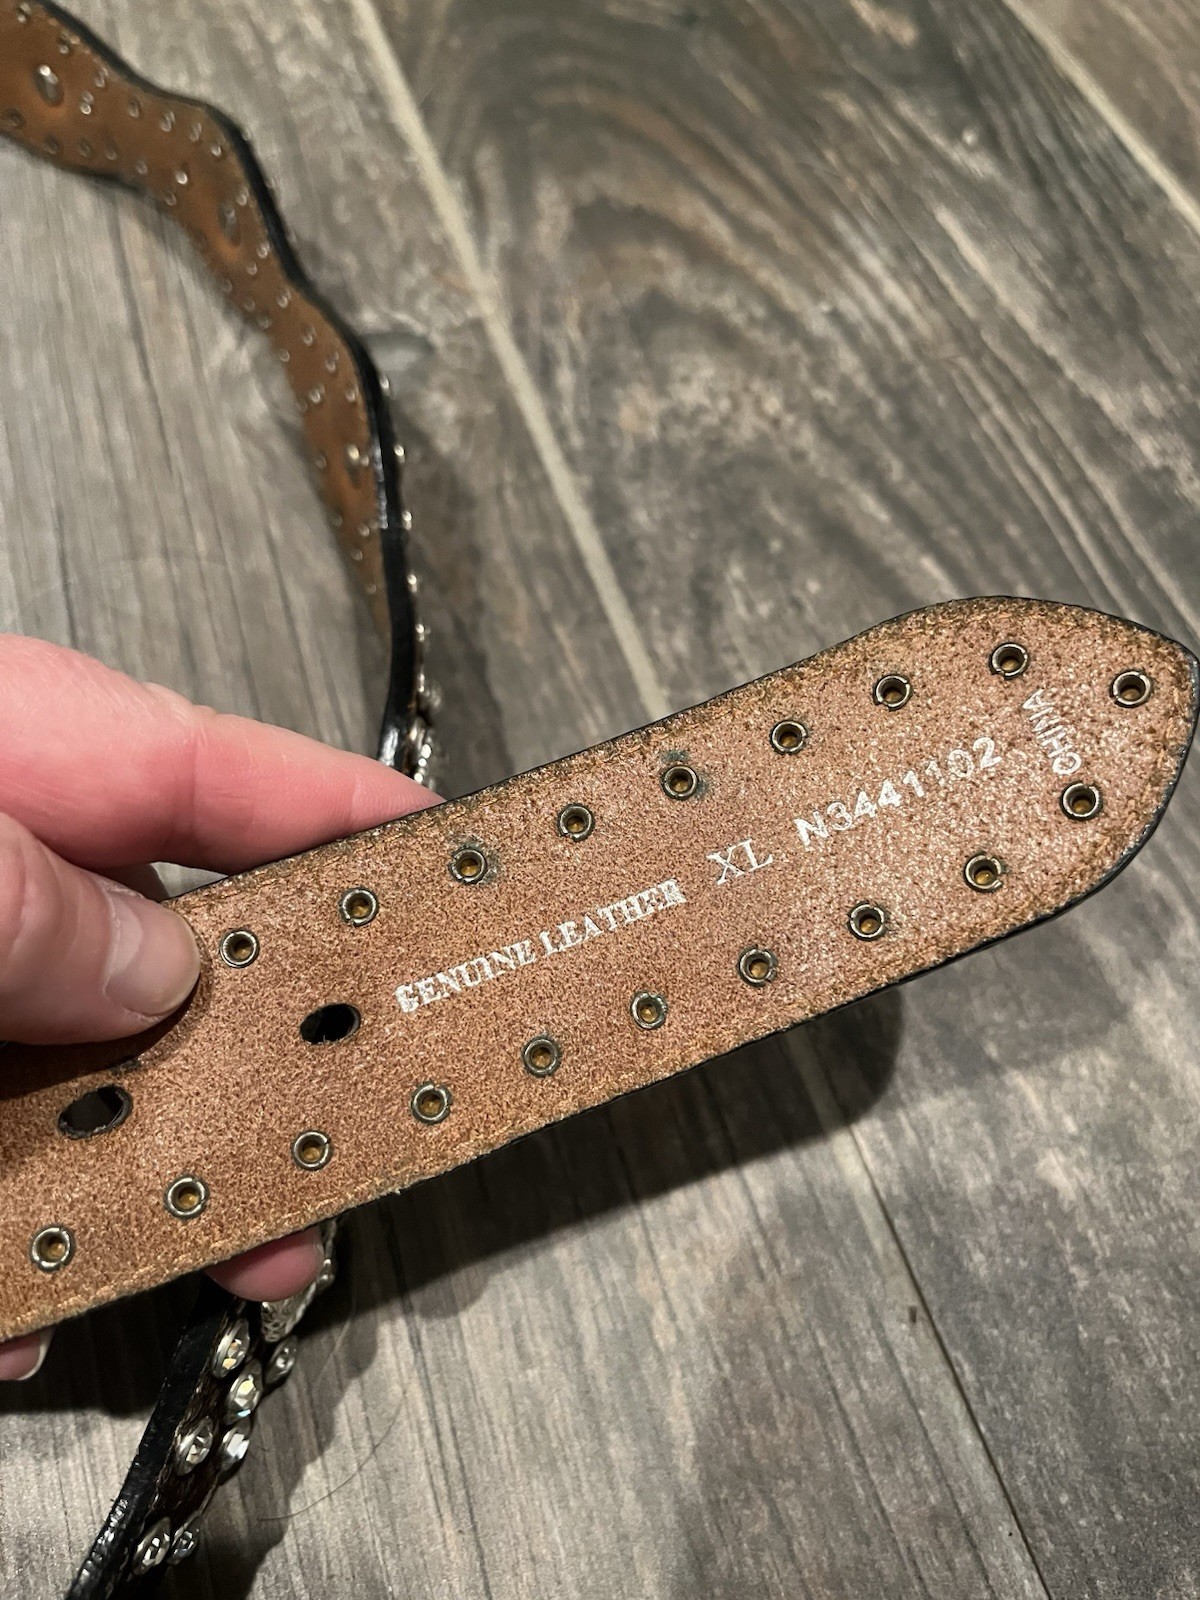 GENUINE LEATHER XL N3441102
CHINA